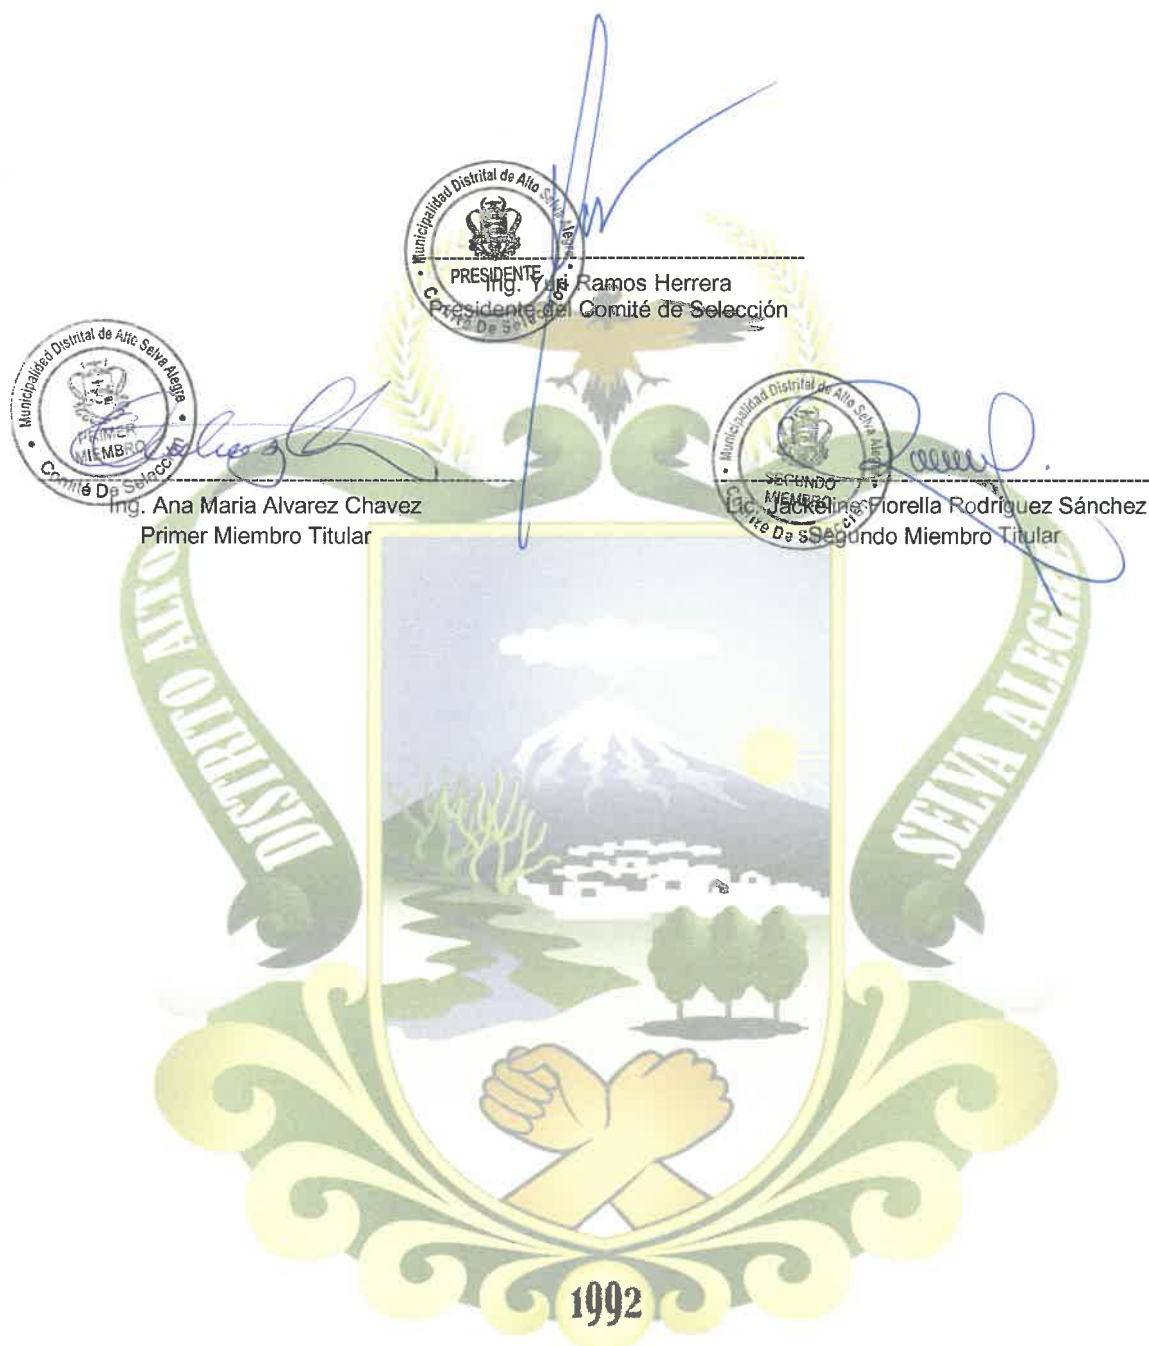 Municipalidad Distrital de Alto Selva Alegre
PRESIDENTE
Comité De Selección
Ing. Yuri Ramos Herrera
Presidente del Comité de Selección
Municipalidad Distrital de Alto Selva Alegre
PRIMER
MIEMBRO
Comité De Selección
Ing. Ana Maria Alvarez Chavez
Primer Miembro Titular
Municipalidad Distrital de Alto Selva Alegre
SEGUNDO
MIEMBRO
Comité De Selección
Lic. Jackeline Fiorella Rodríguez Sánchez
Segundo Miembro Titular
DISTRITO ALTO
SELVA ALEGRE
1992